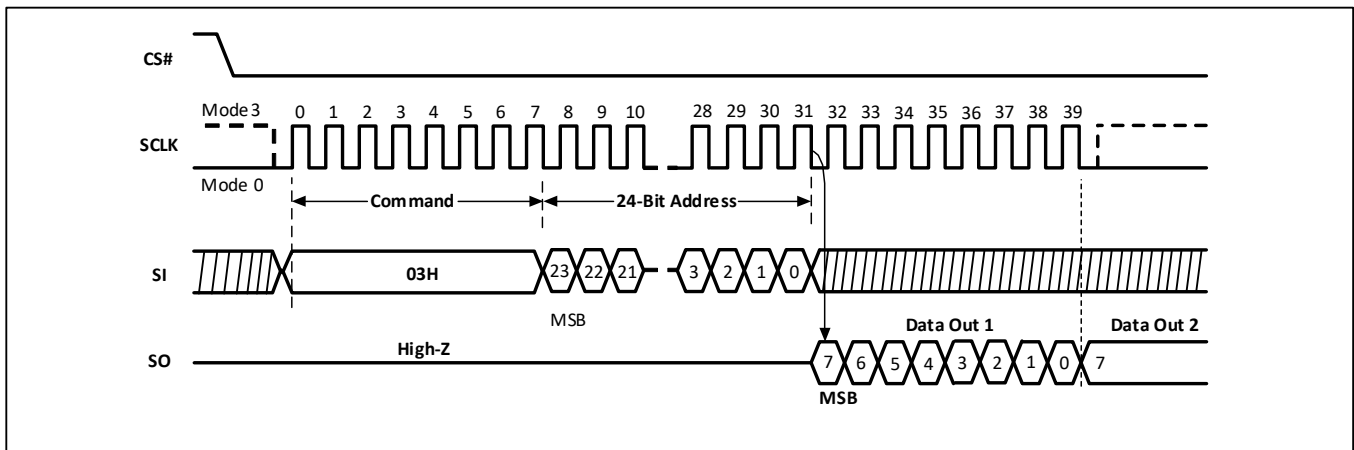 CS#
Mode 3 0 1 2 3 4 5 6 7 8 9 10 28 29 30 31 32 33 34 35 36 37 38 39
SCLK
Mode 0
Command 24-Bit Address
SI 03H 23 22 21 3 2 1 0
MSB
High-Z Data Out 1 Data Out 2
SO 7 6 5 4 3 2 1 0 7
MSB